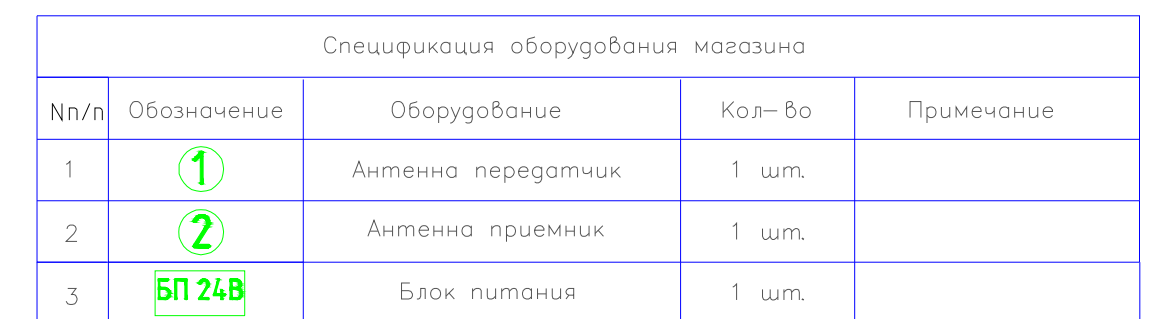 Спецификация оборудования магазина
Nп/п Обозначение Оборудование Кол-во Примечание
1 1 Антенна передатчик 1 шт.
2 2 Антенна приемник 1 шт.
3 БП 24В Блок питания 1 шт.